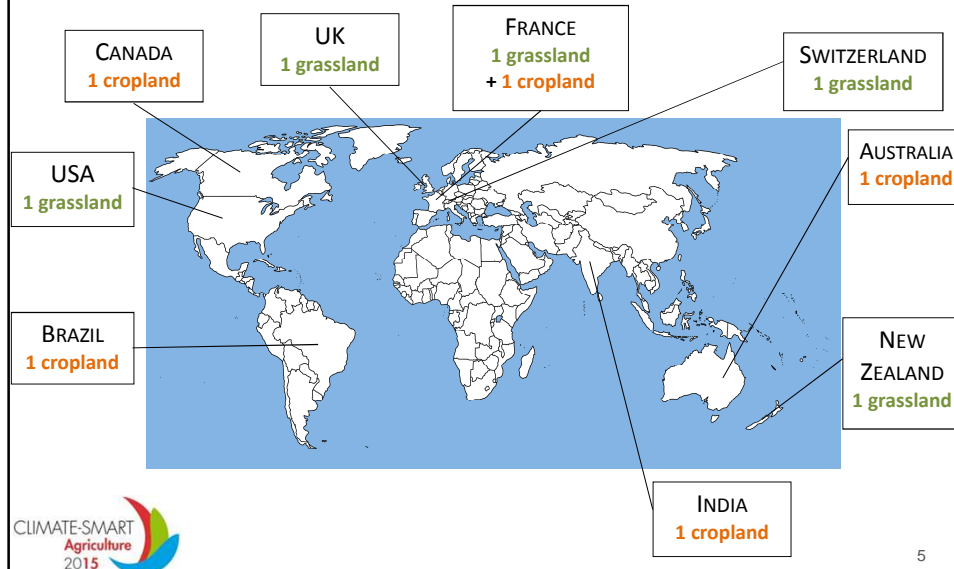 CANADA
1 cropland
UK
1 grassland
FRANCE
1 grassland
+ 1 cropland
SWITZERLAND
1 grassland
USA
1 grassland
AUSTRALIA
1 cropland
BRAZIL
1 cropland
NEW
ZEALAND
1 grassland
INDIA
1 cropland
CLIMATE-SMART
Agriculture
2015
5